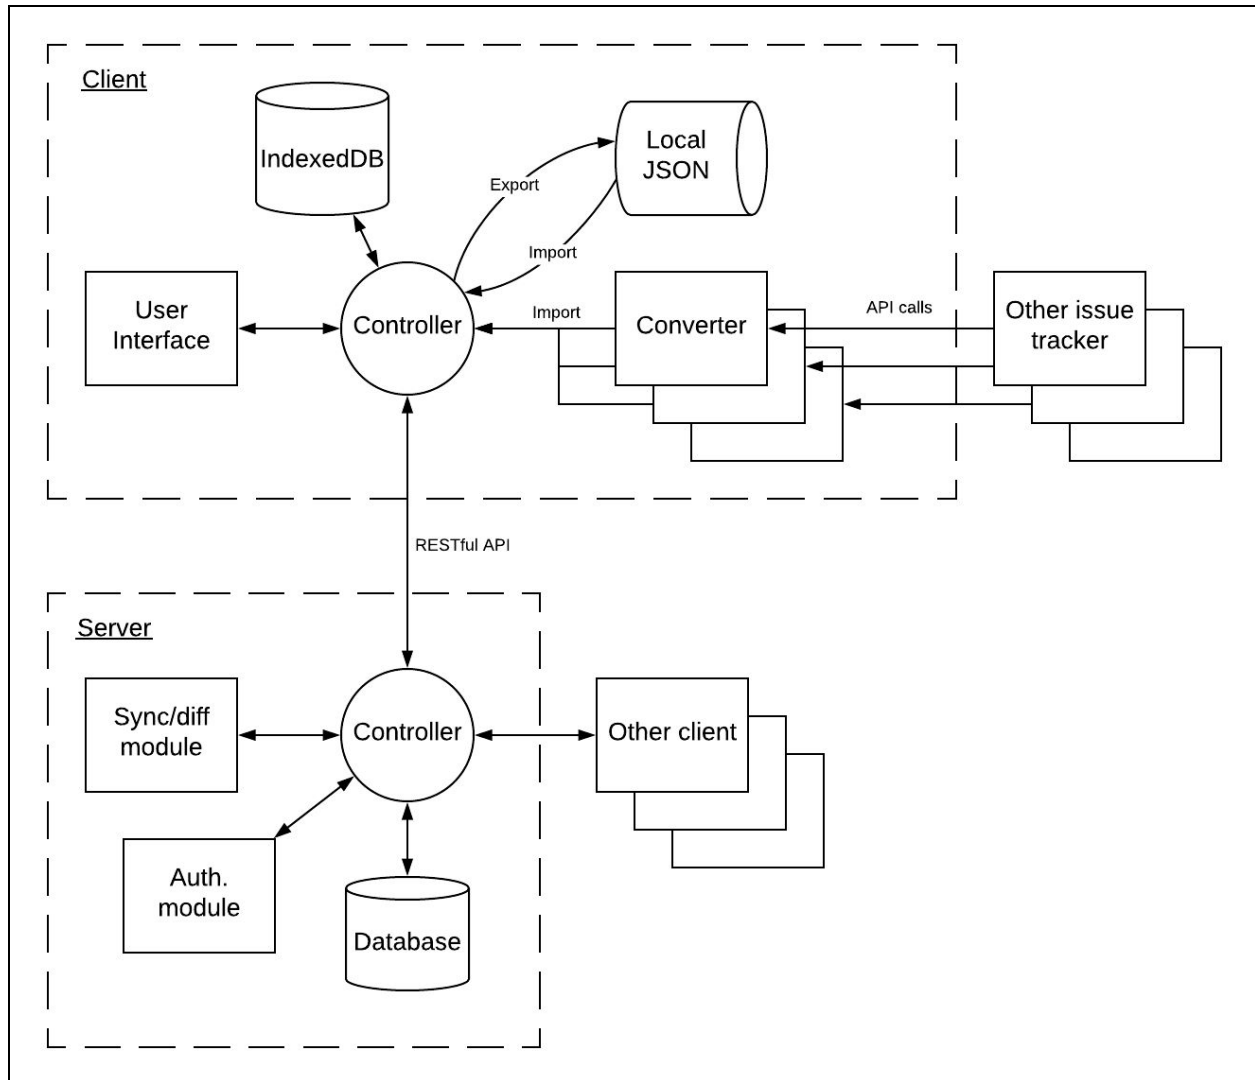 Client
IndexedDB
Local
JSON
Export
Import
User
Interface
Controller
Import
Converter
API calls
Other issue
tracker
RESTful API
Server
Sync/diff
module
Controller
Other client
Auth.
module
Database